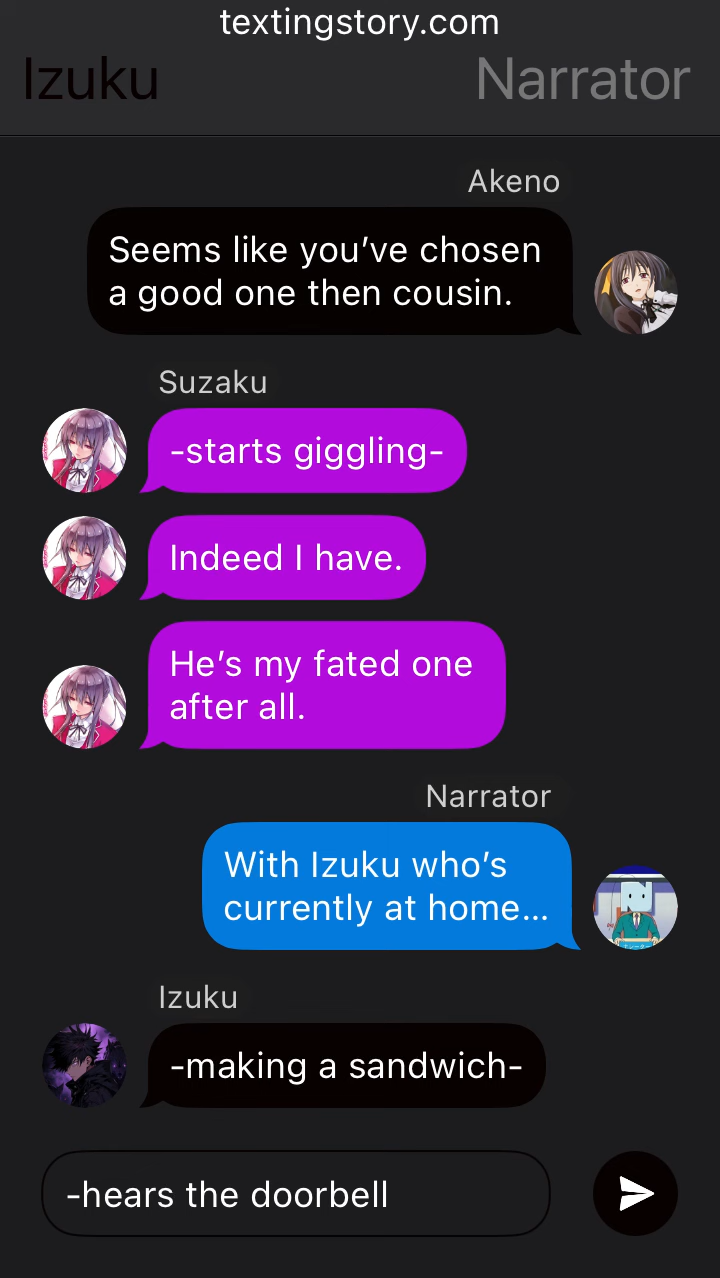 textingstory.com
Izuku
Narrator
Akeno
Seems like you’ve chosen
a good one then cousin.
Suzaku
-starts giggling-
Indeed I have.
He’s my fated one
after all.
Narrator
With Izuku who’s
currently at home...
Izuku
-making a sandwich-
-hears the doorbell